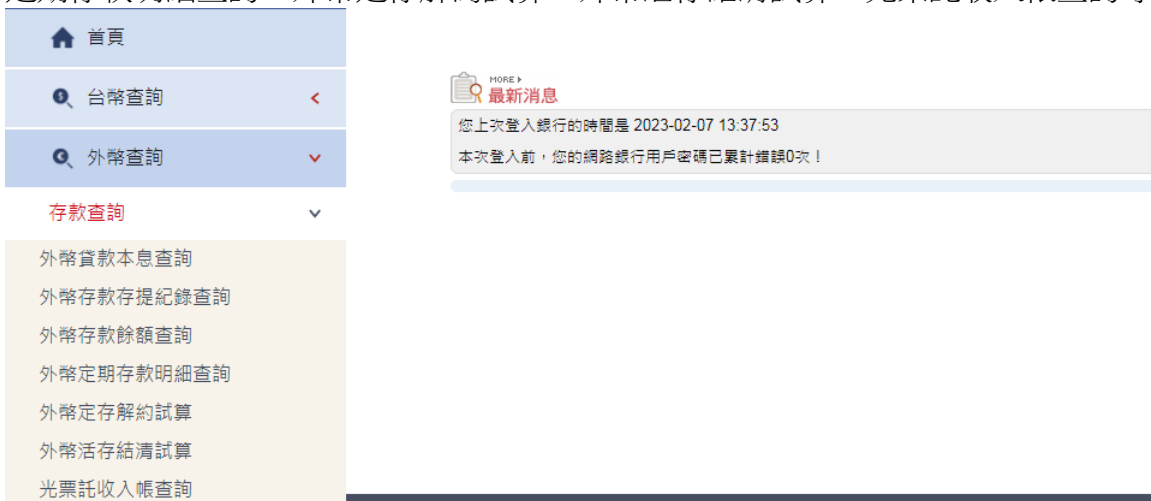 首頁
台幣查詢
外幣查詢
存款查詢
外幣貸款本息查詢
外幣存款存提紀錄查詢
外幣存款餘額查詢
外幣定期存款明細查詢
外幣定存解約試算
外幣活存結清試算
光票託收入帳查詢
MORE
最新消息
您上次登入銀行的時間是 2023-02-07 13:37:53
本次登入前，您的網路銀行用戶密碼已累計錯誤0次！